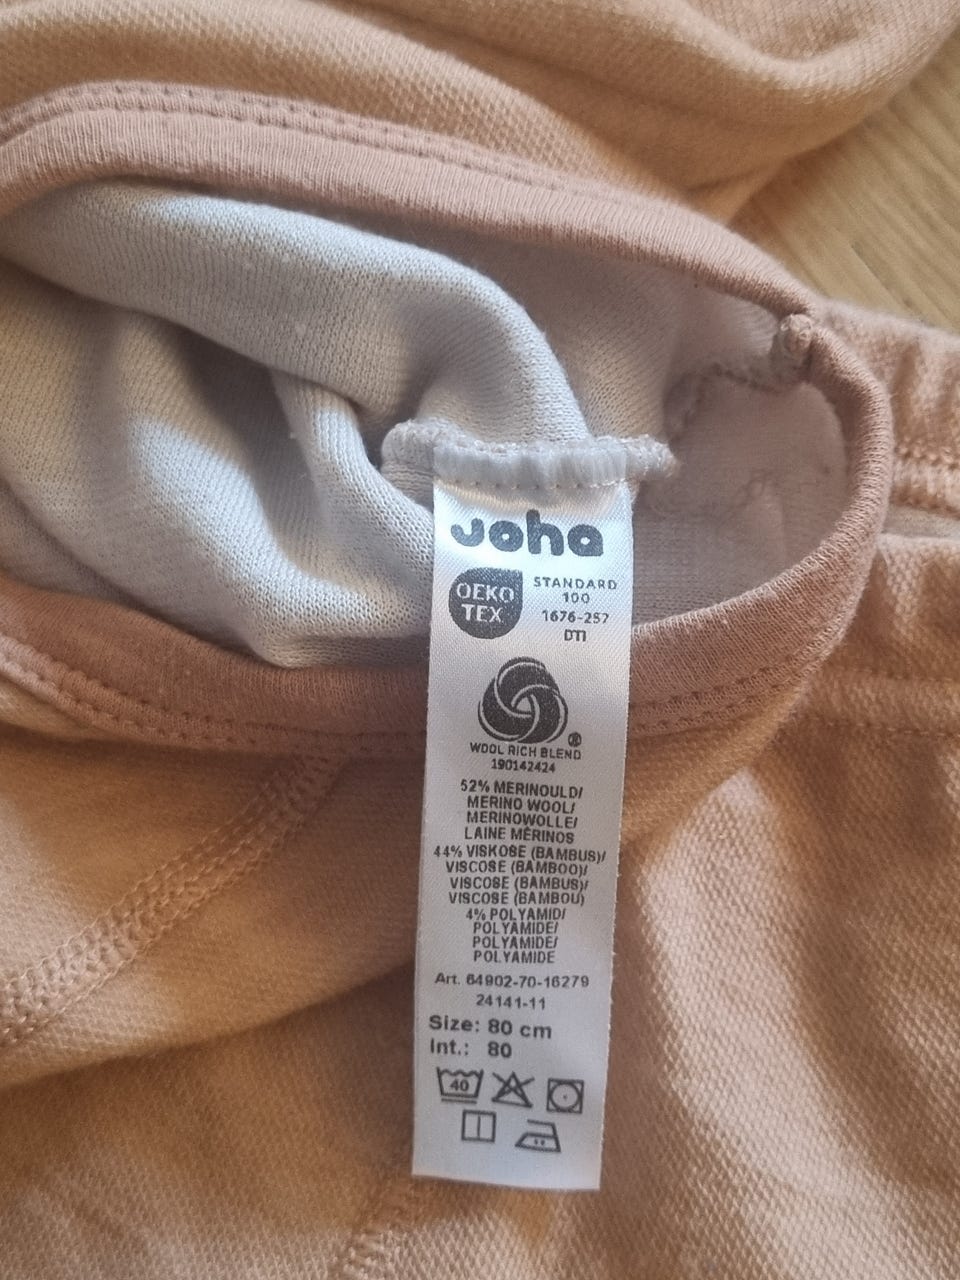 Joha
OEKO
TEX
STANDARD
100
1676-257
DTI
WOOL RICH BLEND
190142424
52% MERINOULD/
MERINO WOOL/
MERINOWOLLE/
LAINE MÉRINOS
44% VISKOSE (BAMBUS)/
VISCOSE (BAMBOO)/
VISCOSE (BAMBUS)/
VISCOSE (BAMBOU)
4% POLYAMID/
POLYAMIDE/
POLYAMIDE/
POLYAMIDE
Art. 64902-70-16279
24141-11
Size: 80 cm
Int.: 80
40